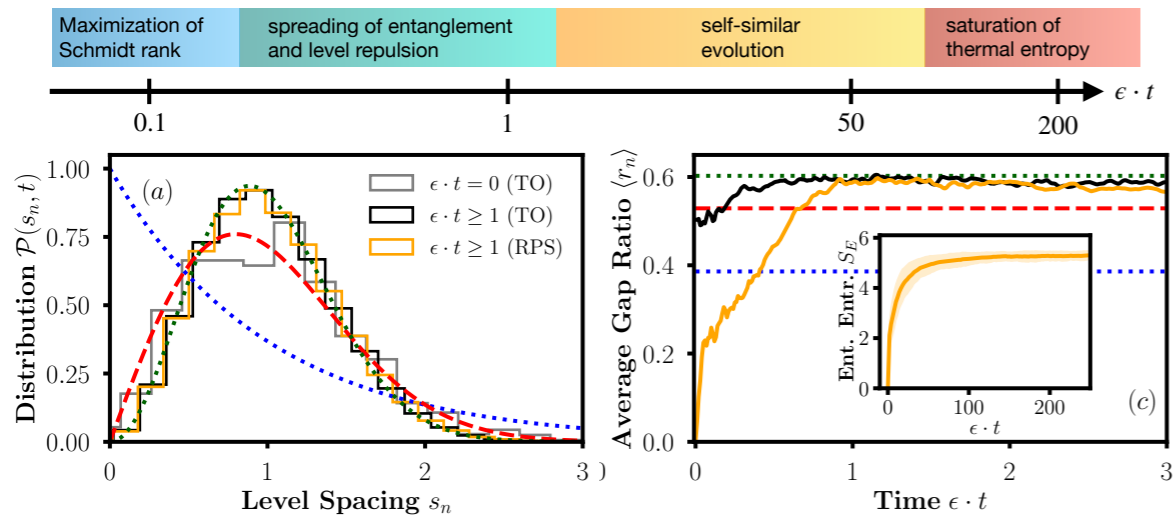 Maximization of
Schmidt rank
spreading of entanglement
and level repulsion
self-similar
evolution
saturation of
thermal entropy
ϵ · t
0.1
1
50
200
1.00
0.75
0.50
0.25
0.00
Distribution P(s_n, t)
(a)
ϵ · t = 0 (TO)
ϵ · t ≥ 1 (TO)
ϵ · t ≥ 1 (RPS)
0
1
2
3
Level Spacing s_n
0.6
0.4
0.2
0.0
Average Gap Ratio ⟨r_n⟩
6
4
2
0
Ent. Entr. S_E
0
100
200
ϵ · t
(c)
0
1
2
3
Time ϵ · t